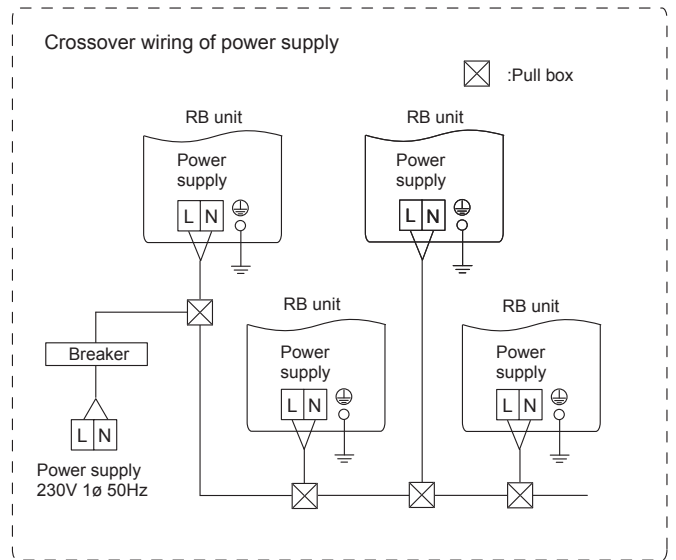 Crossover wiring of power supply
:Pull box
RB unit
Power
supply
L N
RB unit
Power
supply
L N
RB unit
Power
supply
L N
RB unit
Power
supply
L N
Breaker
L N
Power supply
230V 1ø 50Hz